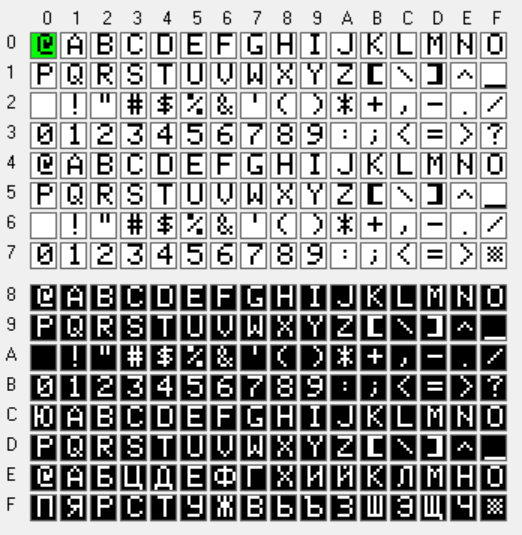 0 1 2 3 4 5 6 7 8 9 A B C D E F
0 @ A B C D E F G H I J K L M N O
1 P Q R S T U V W X Y Z [ \ ] ^ _
2 ! " # $ % & ' ( ) * + , - . /
3 0 1 2 3 4 5 6 7 8 9 : ; < = > ?
4 @ A B C D E F G H I J K L M N O
5 P Q R S T U V W X Y Z [ \ ] ^ _
6 ! " # $ % & ' ( ) * + , - . /
7 0 1 2 3 4 5 6 7 8 9 : ; < = > ▒
8 @ A B C D E F G H I J K L M N O
9 P Q R S T U V W X Y Z [ \ ] ^ _
A ! " # $ % & ' ( ) * + , - . /
B 0 1 2 3 4 5 6 7 8 9 : ; < = > ?
C Ю A B C D E F G H I J K L M N O
D P Q R S T U V W X Y Z [ \ ] ^ _
E @ А Б Ц Д Е Ф Г Х И Й К Л М Н О
F П Я Р С Т У Ж В Ь Ъ З Ш Э Щ Ч ▒